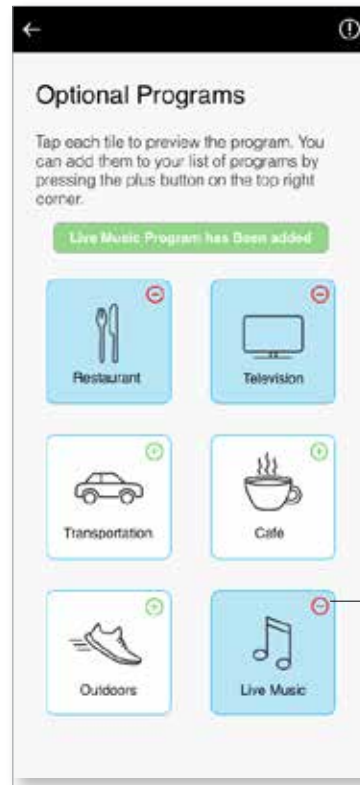 Optional Programs
Tap each tile to preview the program. You
can add them to your list of programs by
pressing the plus button on the top right
corner.
Live Music Program has Been added
Restaurant
Television
Transportation
Café
Outdoors
Live Music